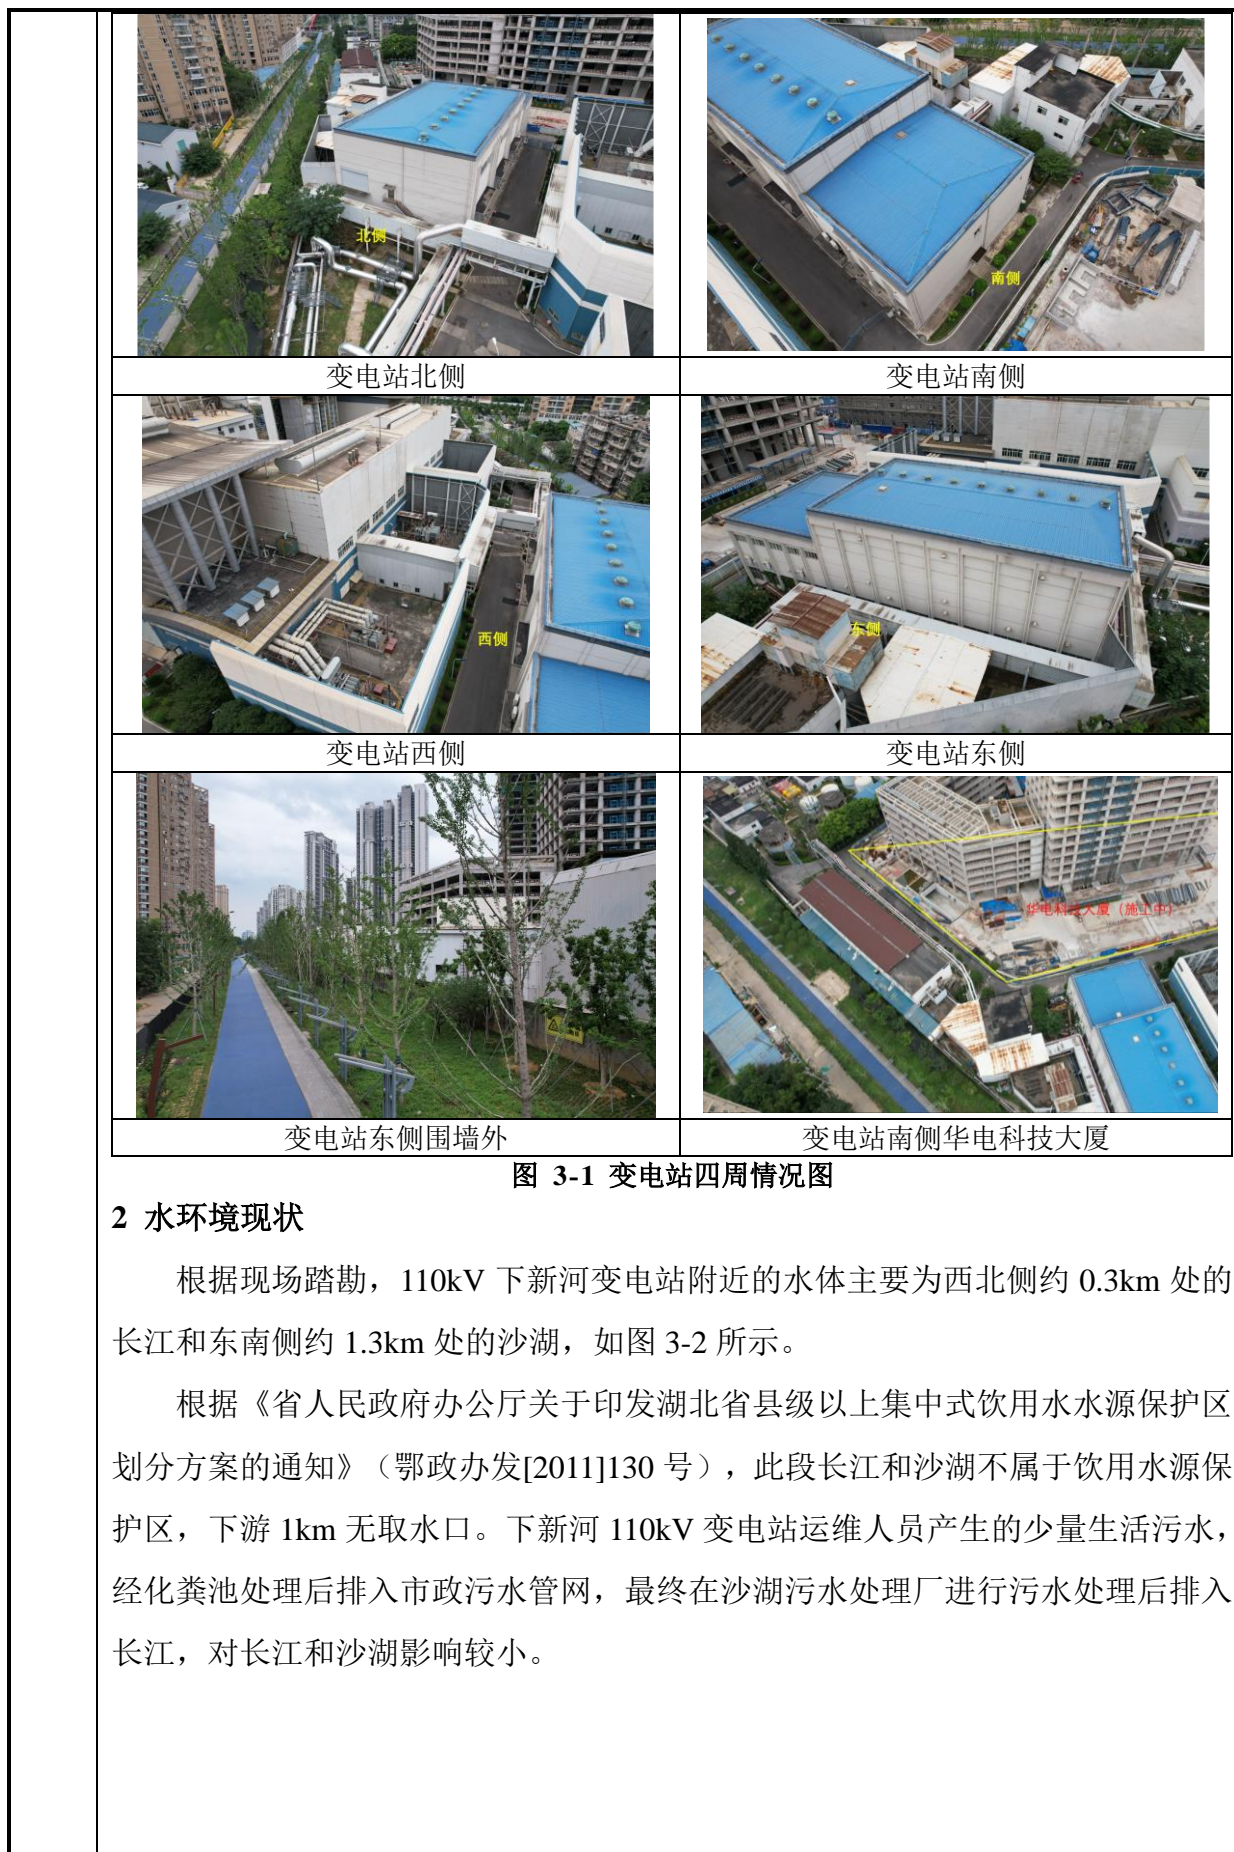 北侧
南侧
变电站北侧
变电站南侧
西侧
东侧
变电站西侧
变电站东侧
华电科技大厦（施工中）
变电站东侧围墙外
变电站南侧华电科技大厦
图 3-1 变电站四周情况图
2 水环境现状
根据现场踏勘，110kV 下新河变电站附近的水体主要为西北侧约 0.3km 处的
长江和东南侧约 1.3km 处的沙湖，如图 3-2 所示。
根据《省人民政府办公厅关于印发湖北省县级以上集中式饮用水水源保护区
划分方案的通知》（鄂政办发[2011]130 号），此段长江和沙湖不属于饮用水源保
护区，下游 1km 无取水口。下新河 110kV 变电站运维人员产生的少量生活污水，
经化粪池处理后排入市政污水管网，最终在沙湖污水处理厂进行污水处理后排入
长江，对长江和沙湖影响较小。